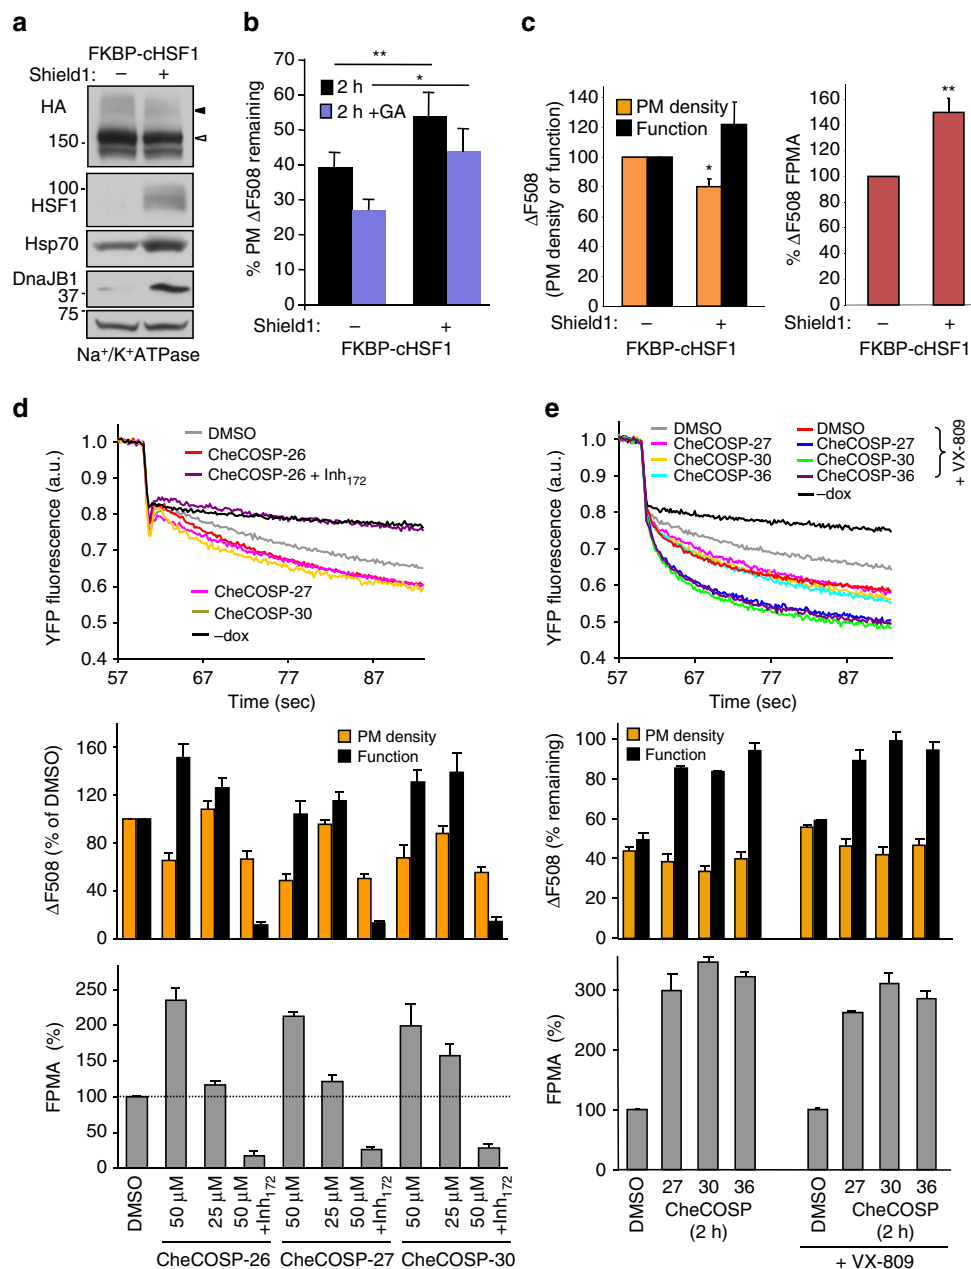 a
FKBP-cHSF1
Shield1: – +
HA
150
100
HSF1
Hsp70
DnaJB1
37
75
Na⁺/K⁺ATPase
b
% PM ΔF508 remaining
70
60
50
40
30
20
10
0
**
*
2 h
2 h +GA
Shield1: – +
FKBP-cHSF1
c
ΔF508
(PM density or function)
140
120
100
80
60
40
20
0
PM density
Function
*
Shield1: – +
FKBP-cHSF1
% ΔF508 FPMA
160
140
120
100
80
60
40
20
0
**
– +
FKBP-cHSF1
d
YFP fluorescence (a.u.)
1.0
0.8
0.7
0.6
0.4
DMSO
CheCOSP-26
CheCOSP-26 + Inh₁₇₂
CheCOSP-27
CheCOSP-30
–dox
57 67 77 87
Time (sec)
ΔF508 (% of DMSO)
160
120
80
40
0
PM density
Function
FPMA (%)
250
200
150
100
50
0
DMSO
50 µM
25 µM
50 µM
+Inh₁₇₂
50 µM
25 µM
50 µM
+Inh₁₇₂
50 µM
25 µM
50 µM
+Inh₁₇₂
CheCOSP-26 CheCOSP-27 CheCOSP-30
e
YFP fluorescence (a.u.)
1.0
0.8
0.7
0.6
0.4
DMSO
CheCOSP-27
CheCOSP-30
CheCOSP-36
DMSO
CheCOSP-27
CheCOSP-30
CheCOSP-36
–dox
+ VX-809
57 67 77 87
Time (sec)
ΔF508 (% remaining)
100
80
60
40
0
PM density
Function
FPMA (%)
300
200
100
0
DMSO
27 30 36
CheCOSP
(2 h)
DMSO
27 30 36
CheCOSP
(2 h)
+ VX-809